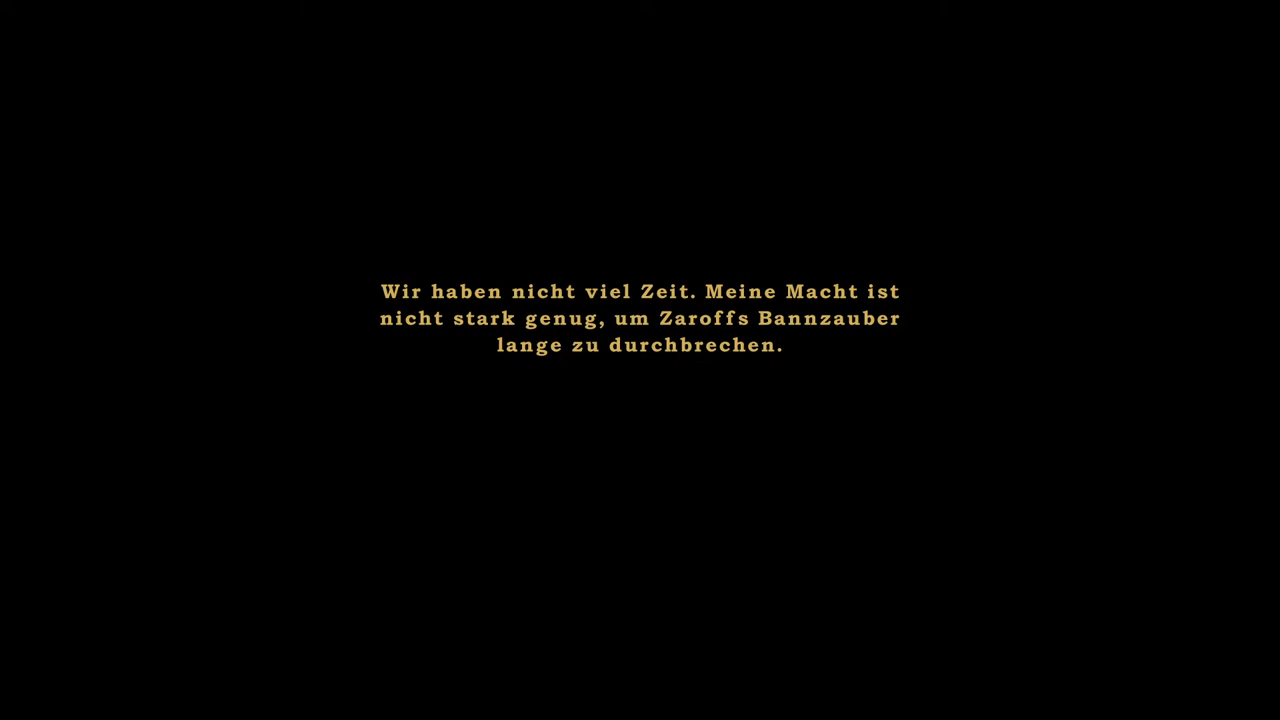 Wir haben nicht viel Zeit. Meine Macht ist
nicht stark genug, um Zaroffs Bannzauber
lange zu durchbrechen.